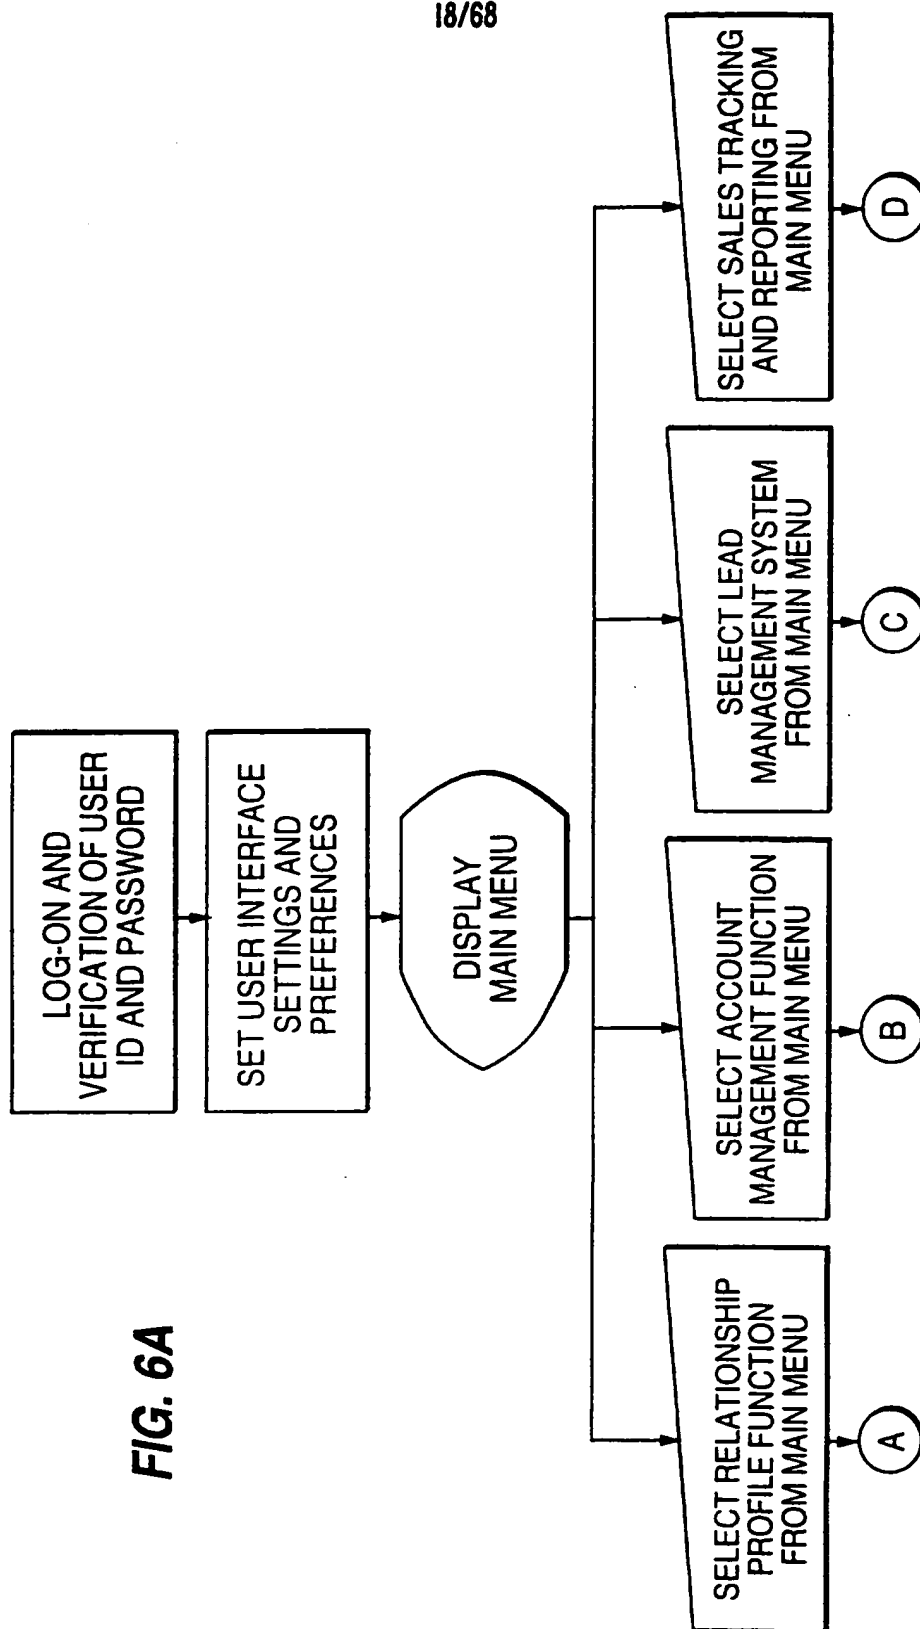 18/68
FIG. 6A
LOG-ON AND
VERIFICATION OF USER
ID AND PASSWORD
SET USER INTERFACE
SETTINGS AND
PREFERENCES
DISPLAY
MAIN MENU
SELECT RELATIONSHIP
PROFILE FUNCTION
FROM MAIN MENU
A
SELECT ACCOUNT
MANAGEMENT FUNCTION
FROM MAIN MENU
B
SELECT LEAD
MANAGEMENT SYSTEM
FROM MAIN MENU
C
SELECT SALES TRACKING
AND REPORTING FROM
MAIN MENU
D